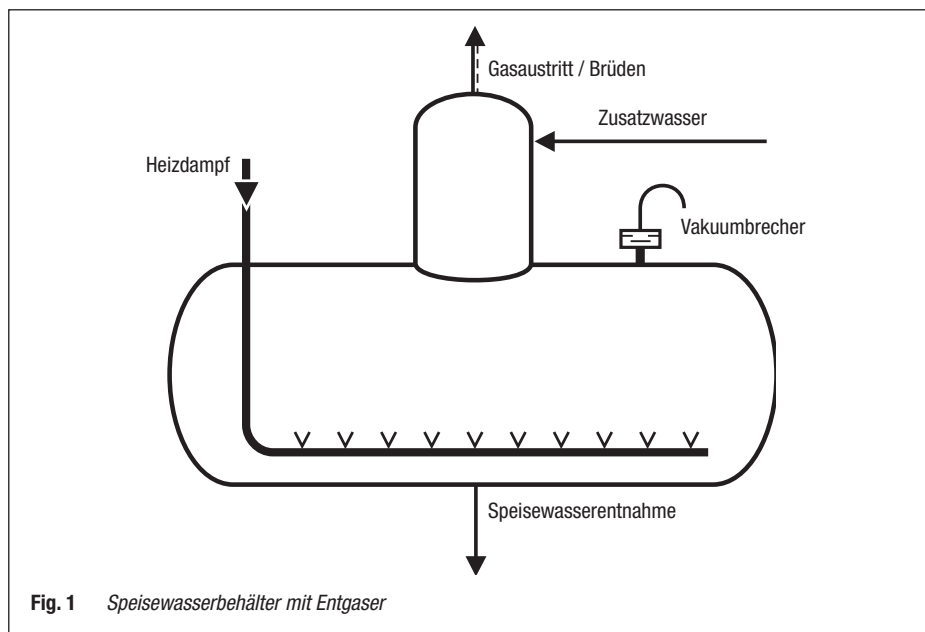 Gasaustritt / Brüden
Zusatzwasser
Heizdampf
Vakuumbrecher
Speisewasserentnahme
Fig. 1 Speisewasserbehälter mit Entgaser